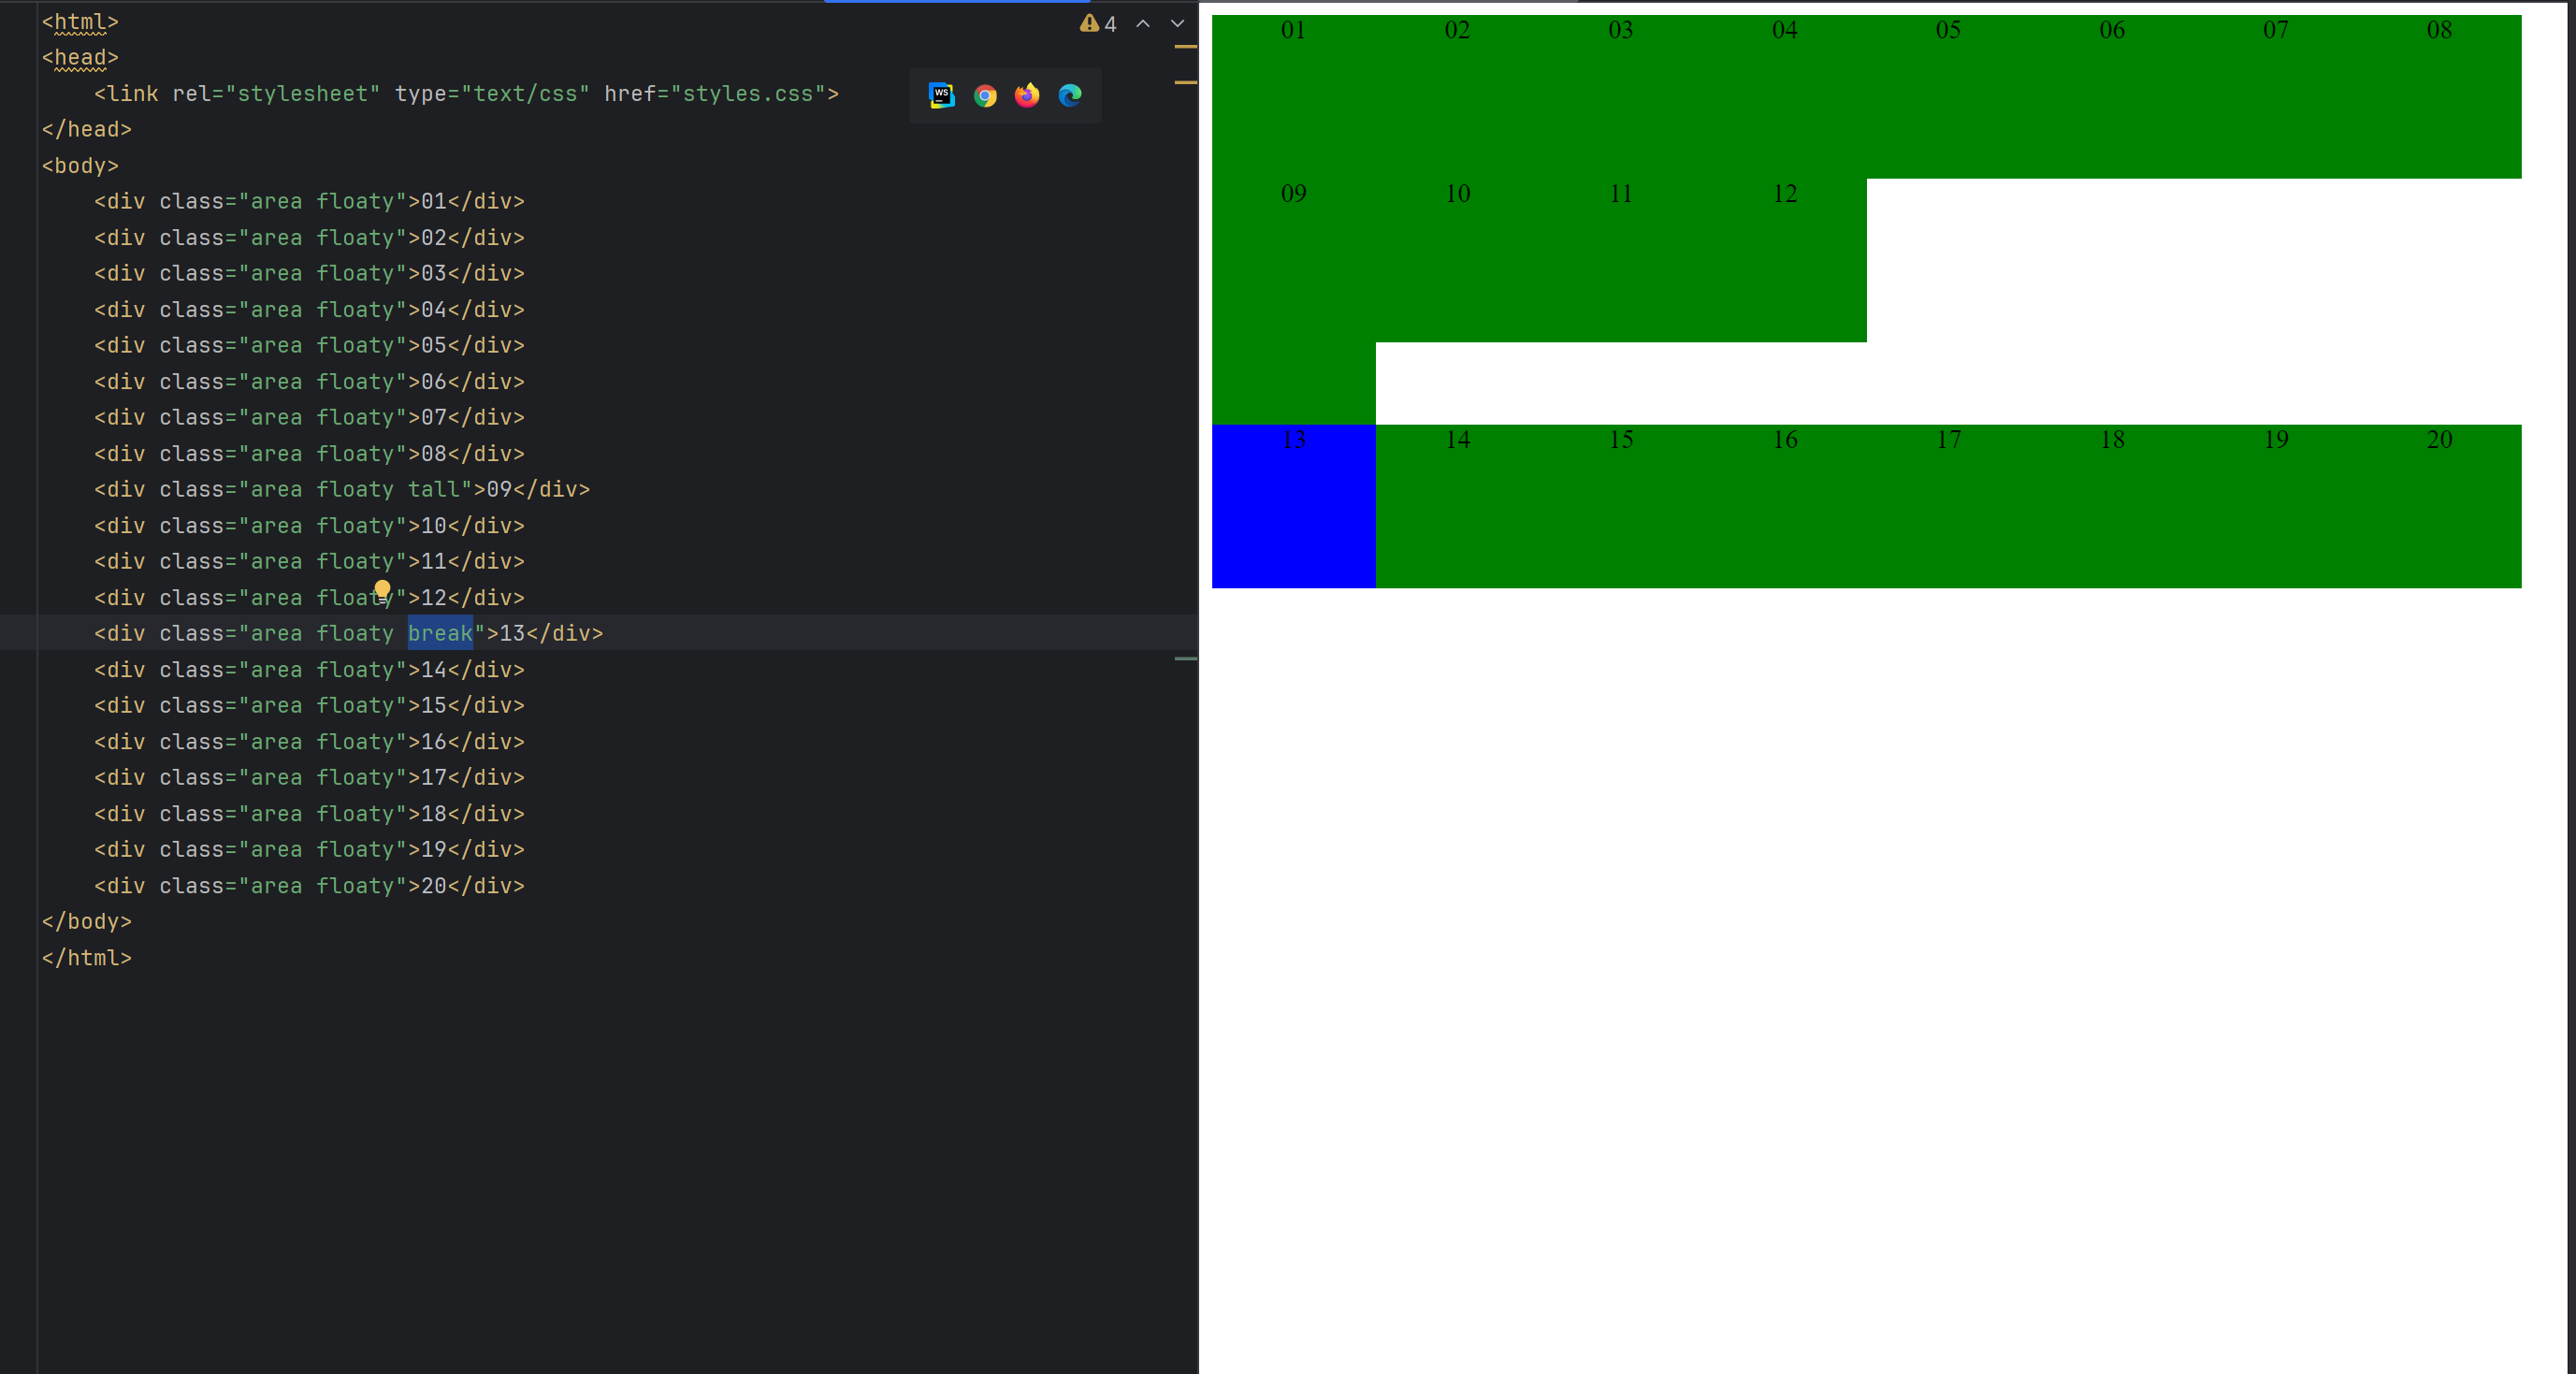 <html>
<head>
<link rel="stylesheet" type="text/css" href="styles.css">
</head>
<body>
<div class="area floaty">01</div>
<div class="area floaty">02</div>
<div class="area floaty">03</div>
<div class="area floaty">04</div>
<div class="area floaty">05</div>
<div class="area floaty">06</div>
<div class="area floaty">07</div>
<div class="area floaty">08</div>
<div class="area floaty tall">09</div>
<div class="area floaty">10</div>
<div class="area floaty">11</div>
<div class="area floaty">12</div>
<div class="area floaty break">13</div>
<div class="area floaty">14</div>
<div class="area floaty">15</div>
<div class="area floaty">16</div>
<div class="area floaty">17</div>
<div class="area floaty">18</div>
<div class="area floaty">19</div>
<div class="area floaty">20</div>
</body>
</html>
4
WS
01 02 03 04 05 06 07 08
09 10 11 12
13 14 15 16 17 18 19 20